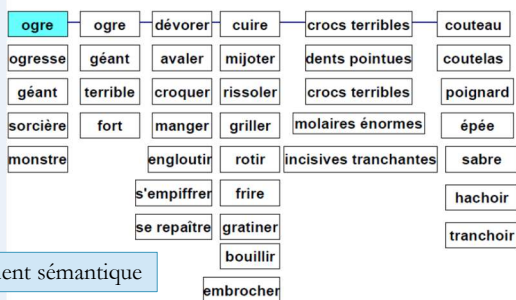 ogre ogre dévorer cuire crocs terribles couteau
ogresse géant avaler mijoter dents pointues coutelas
géant terrible croquer rissoler crocs terribles poignard
sorcière fort manger griller molaires énormes épée
monstre engloutir rotir incisives tranchantes sabre
s'empiffrer frire hachoir
se repaître gratiner tranchoir
bouillir
ent sémantique
embrocher